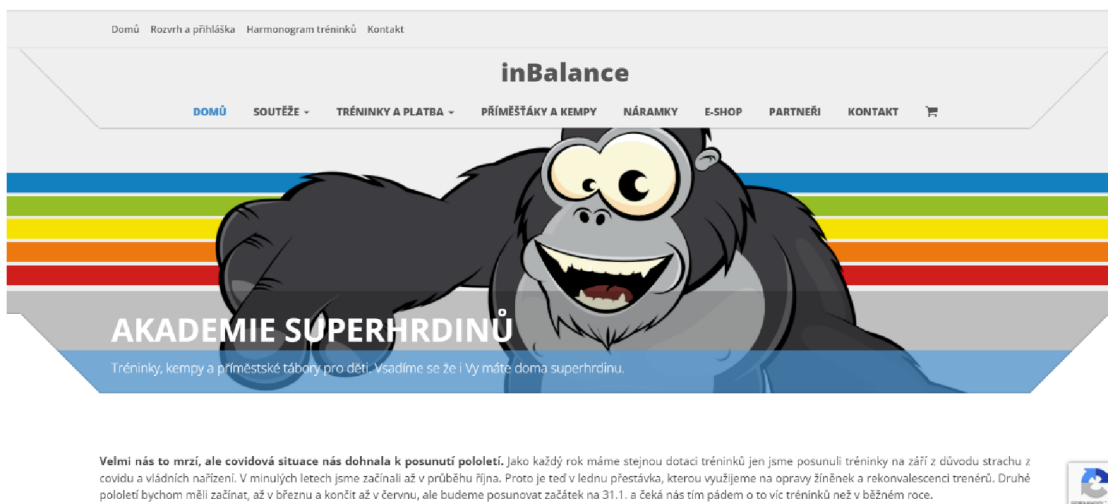 Domů Rozvrh a přihláška Harmonogram tréninků Kontakt
inBalance
DOMŮ SOUTĚŽE TRÉNINKY A PLATBA PŘÍMĚŠŤÁKY A KEMPY NÁRAMKY E-SHOP PARTNEŘI KONTAKT
AKADEMIE SUPERHRDINŮ
Tréninky, kempy a příměstské tábory pro děti. Vsadíme se že i Vy máte doma superhrdinu.
Velmi nás to mrzí, ale covidová situace nás dohnala k posunutí pololetí. Jako každý rok máme stejnou dotaci tréninků jen jsme posunuli tréninky na září z důvodu strachu z
covidu a vládních nařízení. V minulých letech jsme začínali až v průběhu října. Proto je teď v lednu přestávka, kterou využijeme na opravy žíněnek a rekonvalescenci trenérů. Druhé
pololetí bychom měli začínat, až v březnu a končit až v červnu, ale budeme posunovat začátek na 31.1. a čeká nás tím pádem o to víc tréninků než v běžném roce.